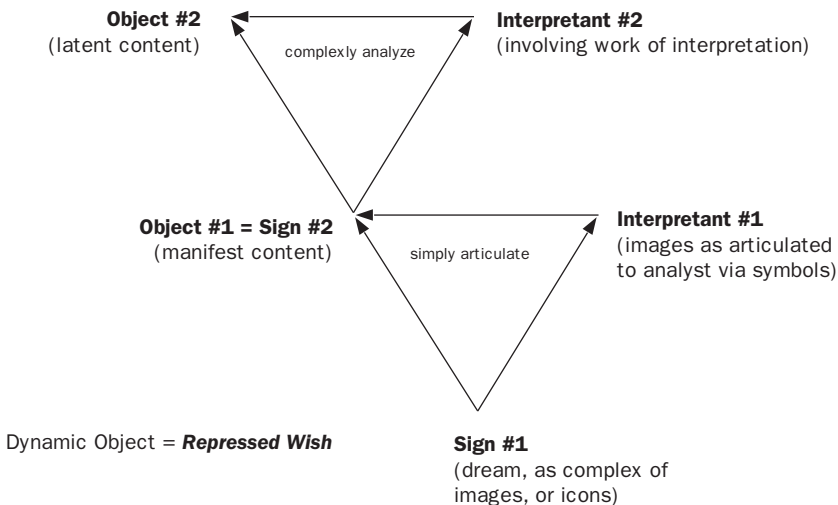 Object #2
(latent content)
complexly analyze
Interpretant #2
(involving work of interpretation)
Object #1 = Sign #2
(manifest content)
simply articulate
Interpretant #1
(images as articulated
to analyst via symbols)
Dynamic Object = Repressed Wish
Sign #1
(dream, as complex of
images, or icons)